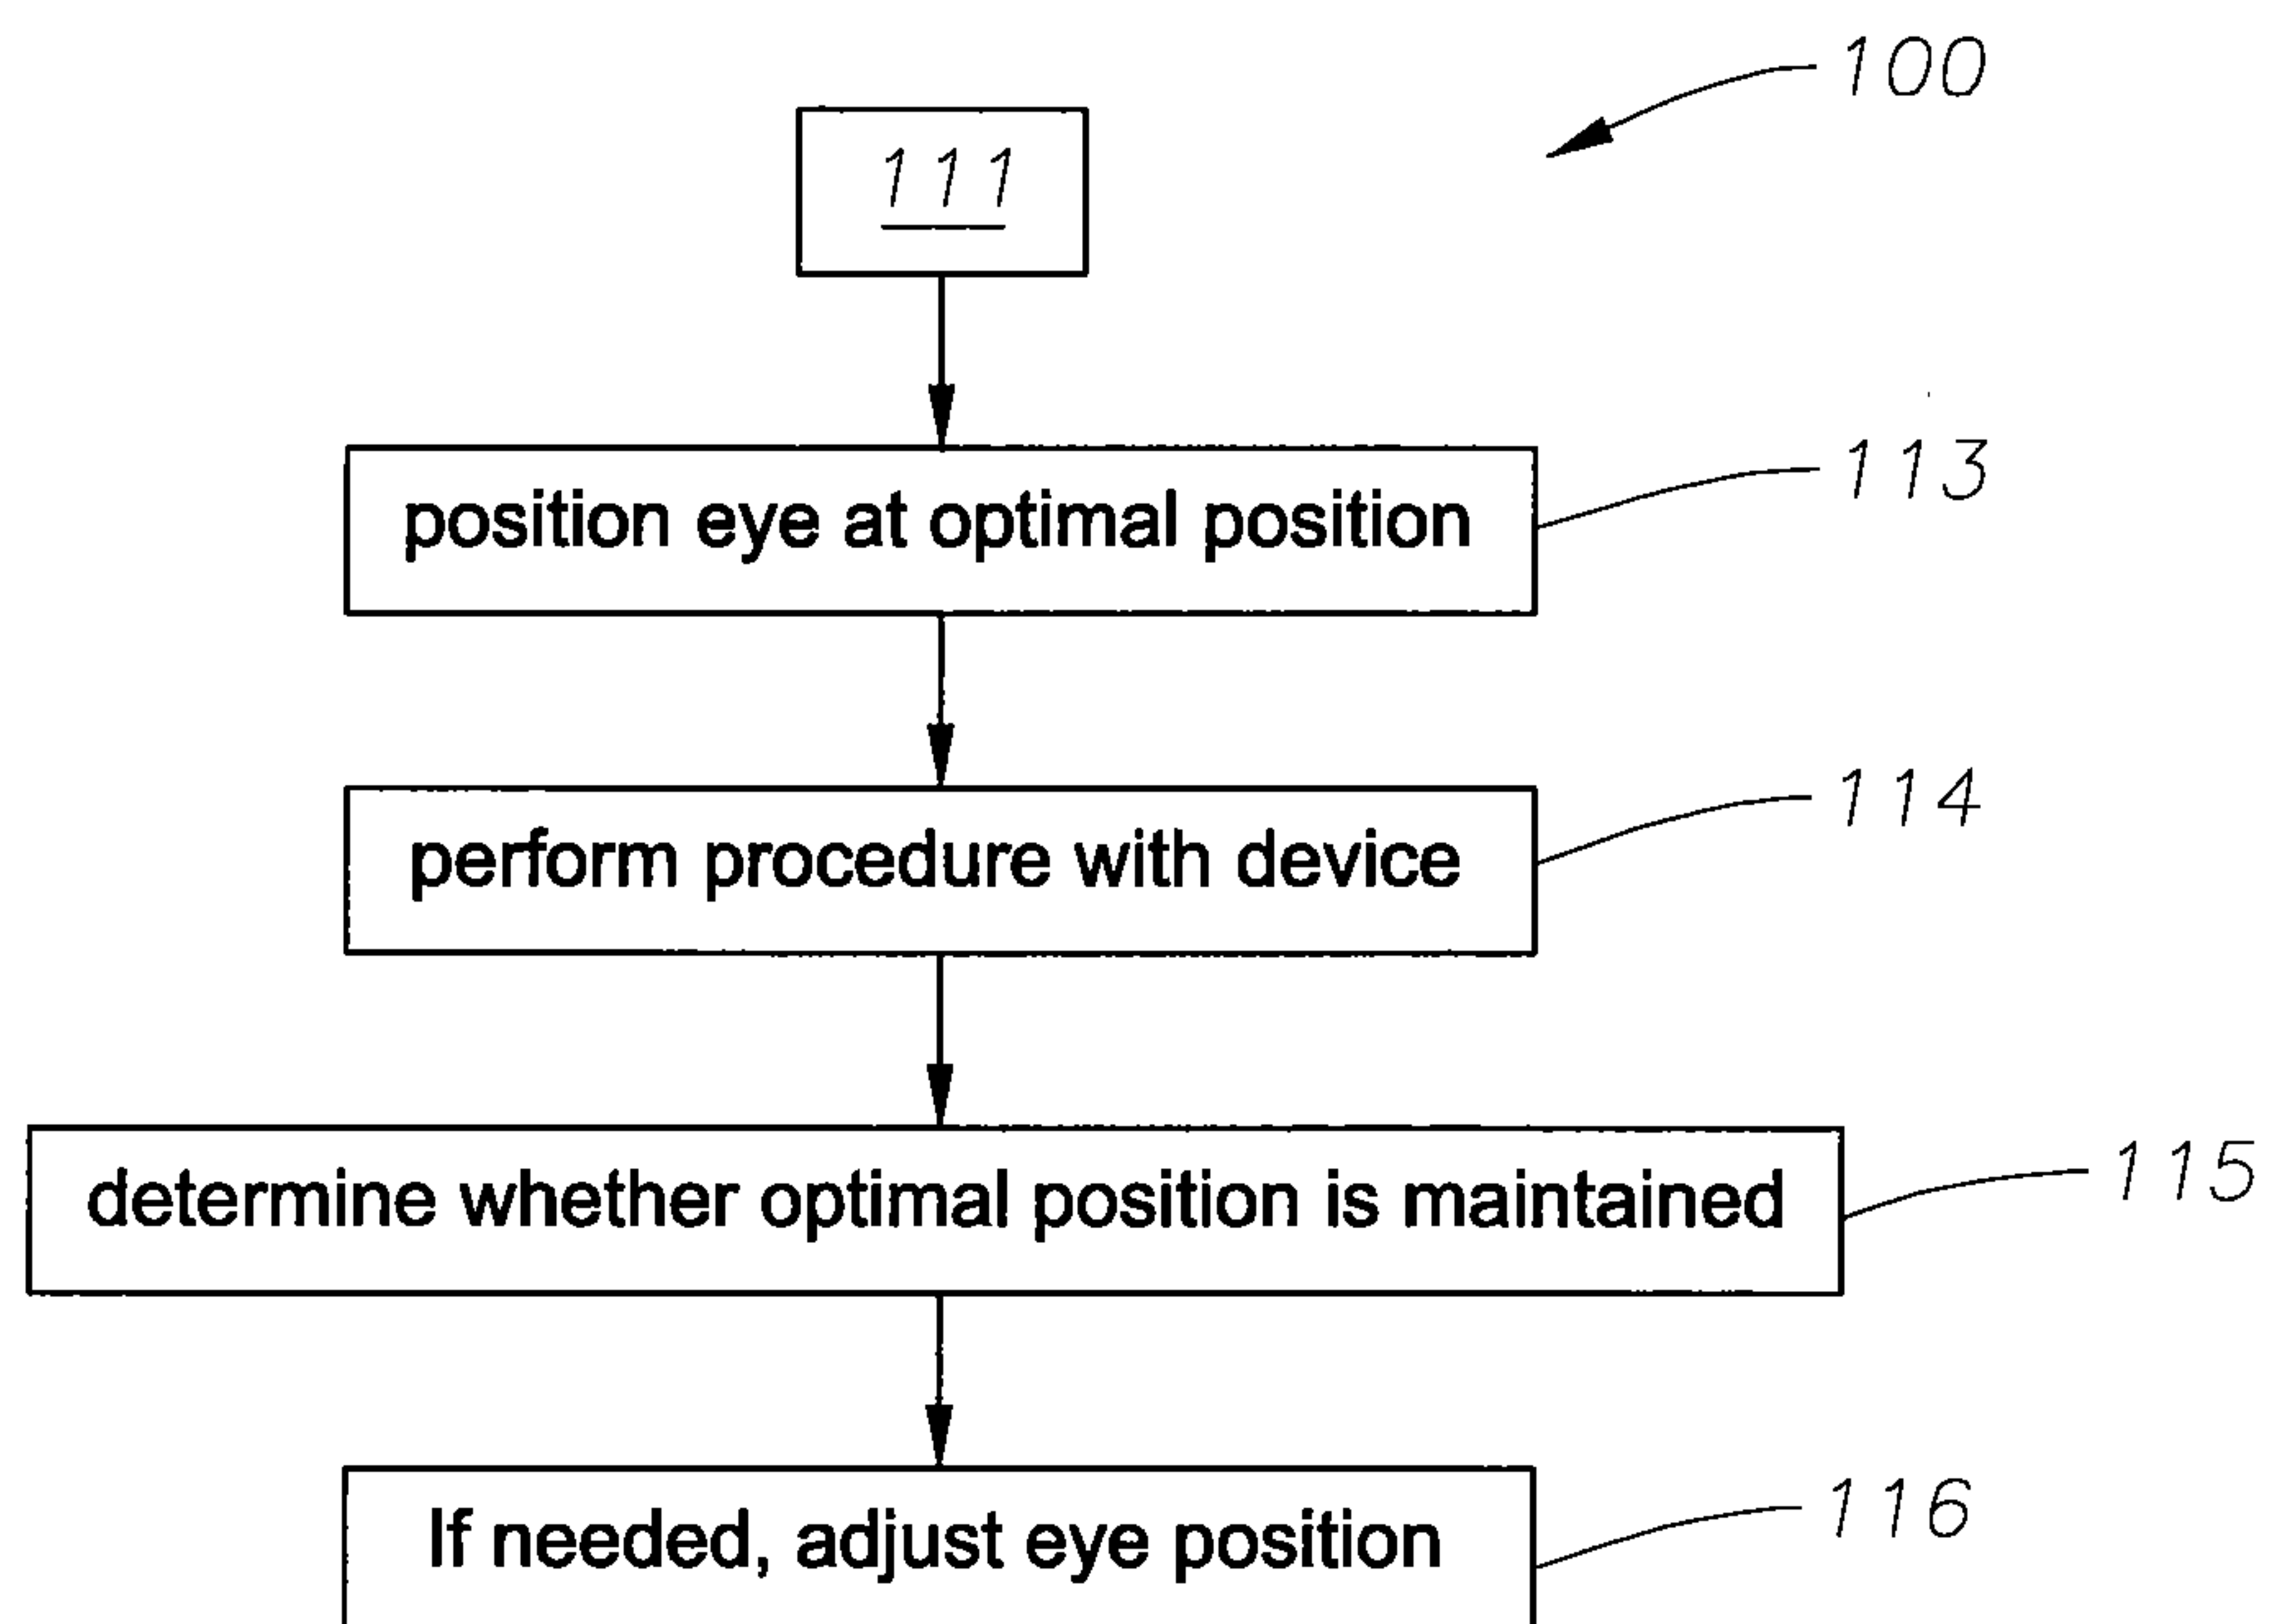 100
111
position eye at optimal position
113
perform procedure with device
114
determine whether optimal position is maintained
115
If needed, adjust eye position
116